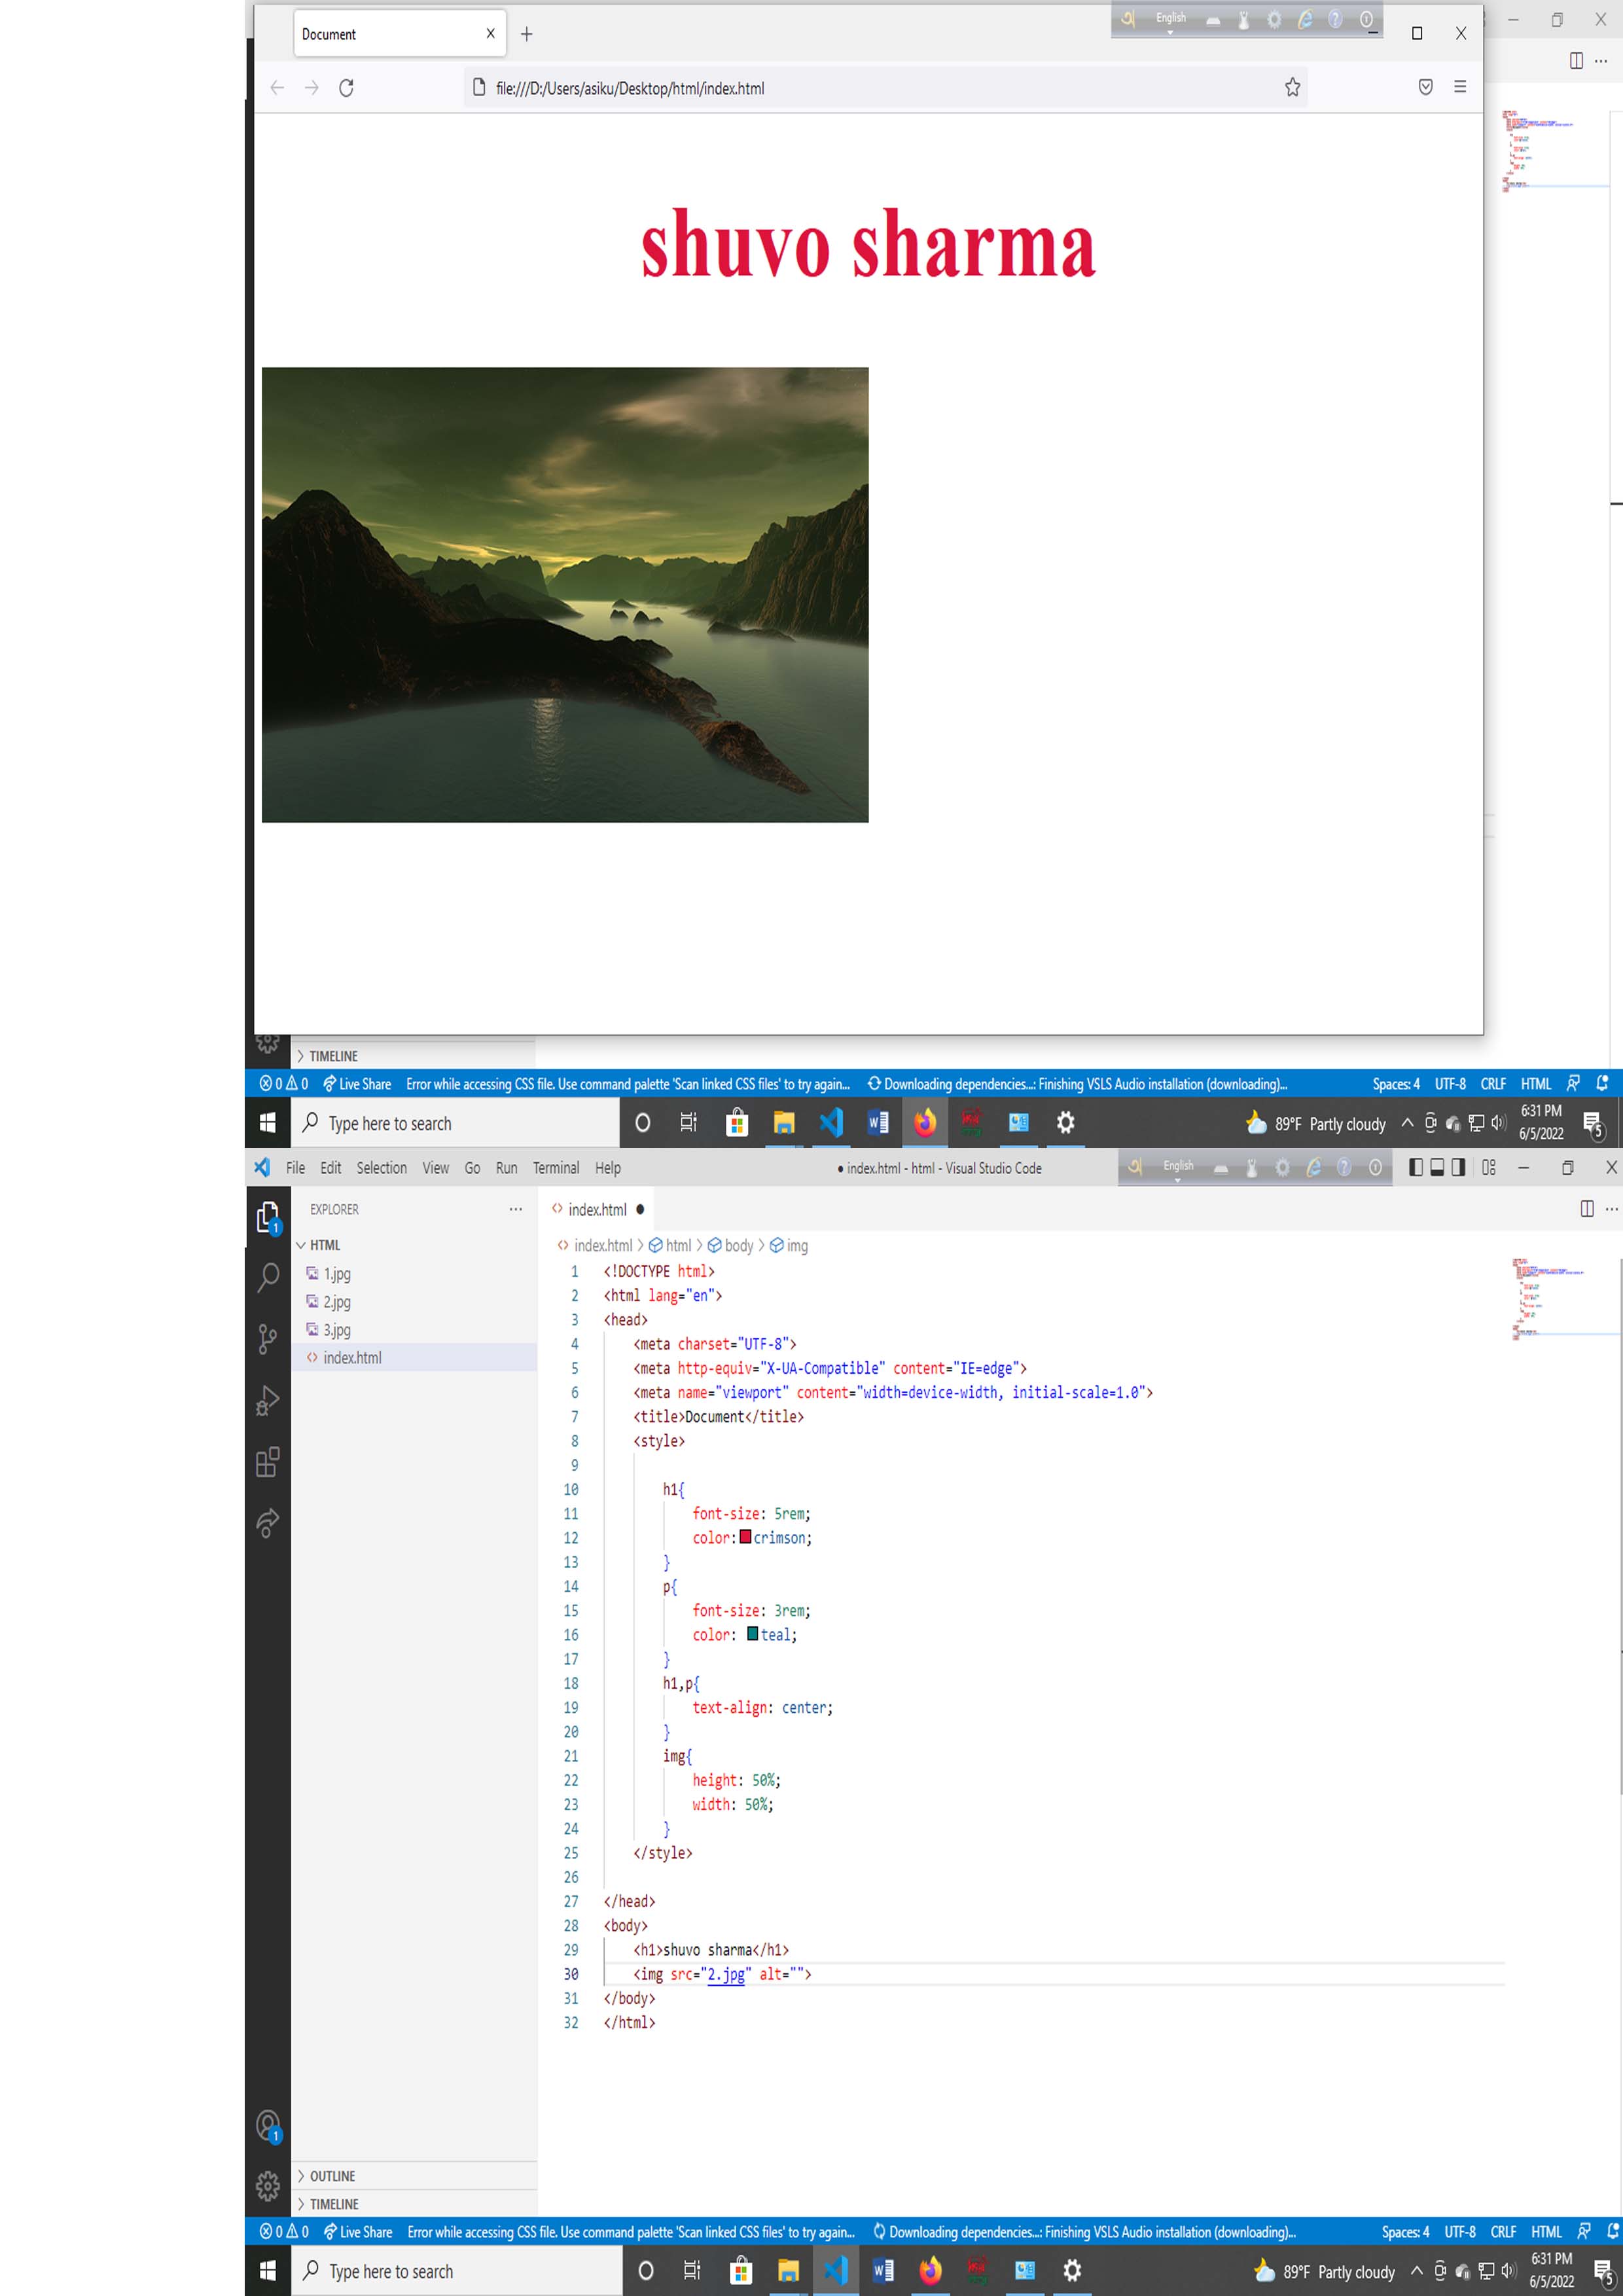 Document
English
file:///D:/Users/asiku/Desktop/html/index.html
shuvo sharma
TIMELINE
0 0 Live Share Error while accessing CSS file. Use command palette 'Scan linked CSS files' to try again... Downloading dependencies...: Finishing VSLS Audio installation (downloading)... Spaces: 4 UTF-8 CRLF HTML
Type here to search 89°F Partly cloudy 6:31 PM
6/5/2022 5
File Edit Selection View Go Run Terminal Help ● index.html - html - Visual Studio Code English
EXPLORER ... <> index.html ●
HTML <> index.html > html > body > img
1.jpg
2.jpg
3.jpg
<> index.html
1 <!DOCTYPE html>
2 <html lang="en">
3 <head>
4     <meta charset="UTF-8">
5     <meta http-equiv="X-UA-Compatible" content="IE=edge">
6     <meta name="viewport" content="width=device-width, initial-scale=1.0">
7     <title>Document</title>
8     <style>
9
10         h1{
11             font-size: 5rem;
12             color:crimson;
13         }
14         p{
15             font-size: 3rem;
16             color: teal;
17         }
18         h1,p{
19             text-align: center;
20         }
21         img{
22             height: 50%;
23             width: 50%;
24         }
25     </style>
26
27 </head>
28 <body>
29     <h1>shuvo sharma</h1>
30     <img src="2.jpg" alt="">
31 </body>
32 </html>
1
1
OUTLINE
TIMELINE
0 0 Live Share Error while accessing CSS file. Use command palette 'Scan linked CSS files' to try again... Downloading dependencies...: Finishing VSLS Audio installation (downloading)... Spaces: 4 UTF-8 CRLF HTML
Type here to search 89°F Partly cloudy 6:31 PM
6/5/2022 5